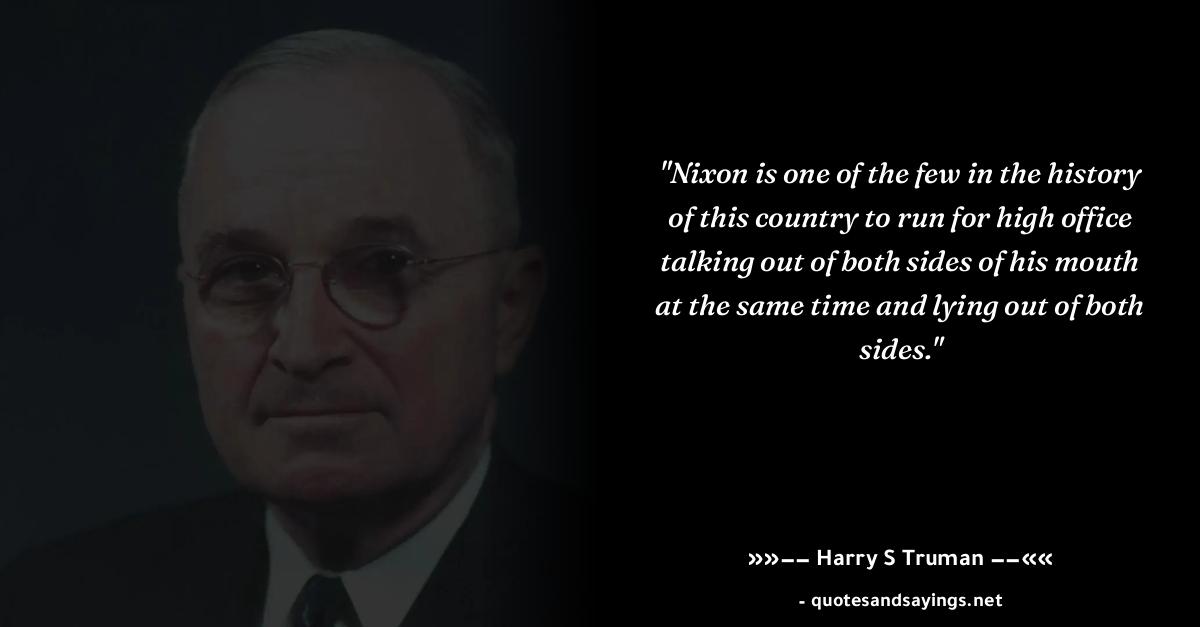 "Nixon is one of the few in the history
of this country to run for high office
talking out of both sides of his mouth
at the same time and lying out of both
sides."
»»–– Harry S Truman ––««
- quotesandsayings.net